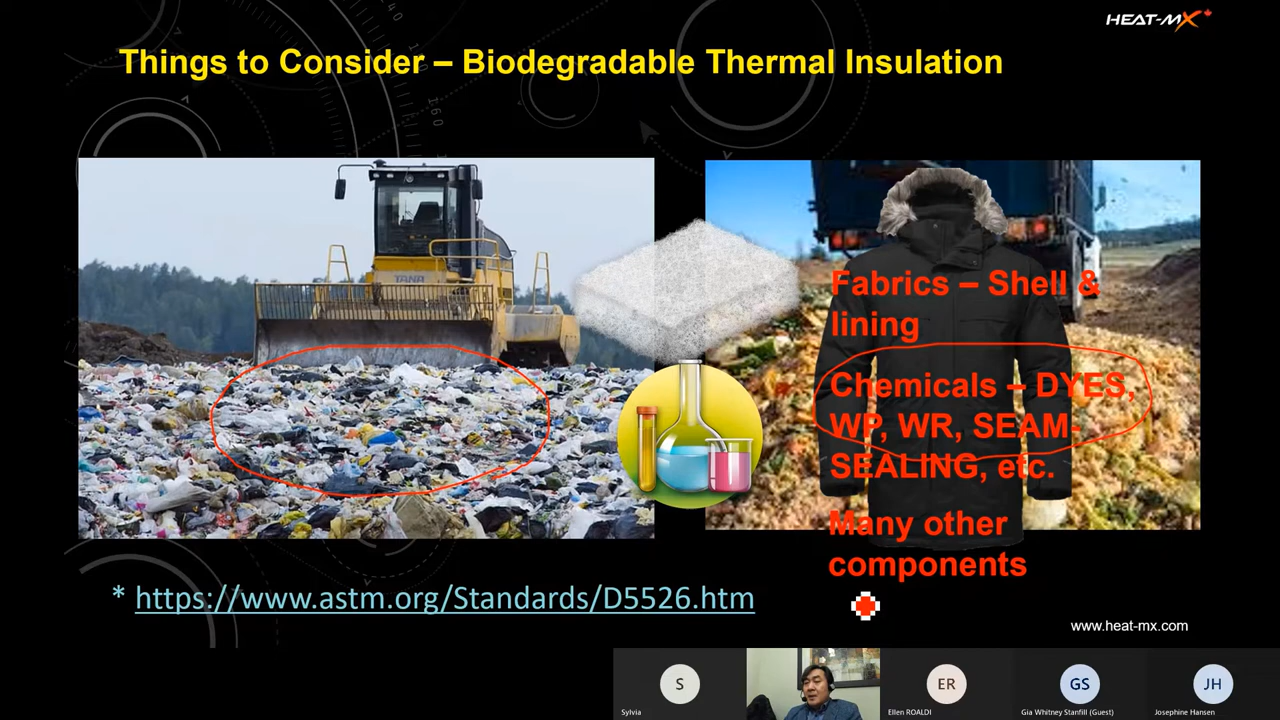 HEAT-MX
Things to Consider – Biodegradable Thermal Insulation
160
TANA
Fabrics – Shell &
lining
Chemicals – DYES,
WP, WR, SEAM-
SEALING, etc.
Many other
components
* https://www.astm.org/Standards/D5526.htm
www.heat-mx.com
S
ER
GS
JH
Sylvia
Ellen ROALDI
Gia Whitney Stanfill (Guest)
Josephine Hansen